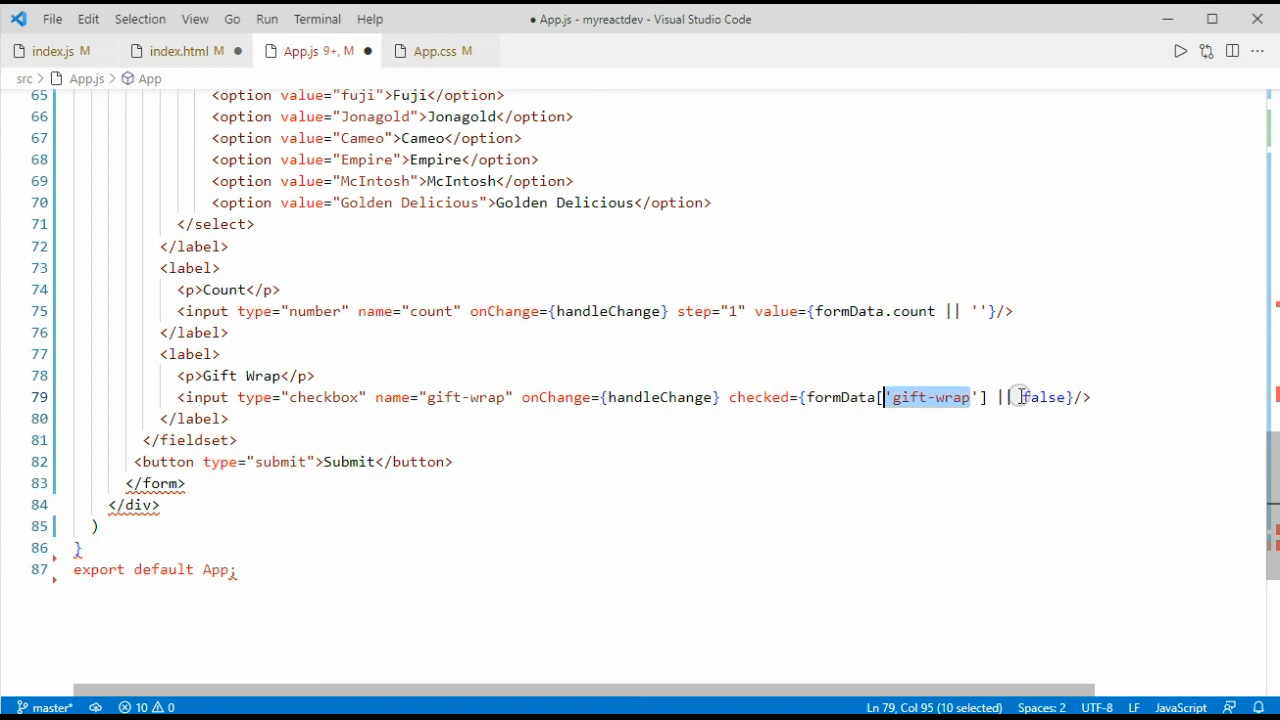 File Edit Selection View Go Run Terminal Help ● App.js - myreactdev - Visual Studio Code
index.js M index.html M ● App.js 9+, M ● App.css M
src > App.js > App
65 <option value="fuji">Fuji</option>
66 <option value="Jonagold">Jonagold</option>
67 <option value="Cameo">Cameo</option>
68 <option value="Empire">Empire</option>
69 <option value="McIntosh">McIntosh</option>
70 <option value="Golden Delicious">Golden Delicious</option>
71 </select>
72 </label>
73 <label>
74 <p>Count</p>
75 <input type="number" name="count" onChange={handleChange} step="1" value={formData.count || ''}/>
76 </label>
77 <label>
78 <p>Gift Wrap</p>
79 <input type="checkbox" name="gift-wrap" onChange={handleChange} checked={formData['gift-wrap'] || false}/>
80 </label>
81 </fieldset>
82 <button type="submit">Submit</button>
83 </form>
84 </div>
85 )
86 }
87 export default App;
master* 10 0 Ln 79, Col 95 (10 selected) Spaces: 2 UTF-8 LF JavaScript